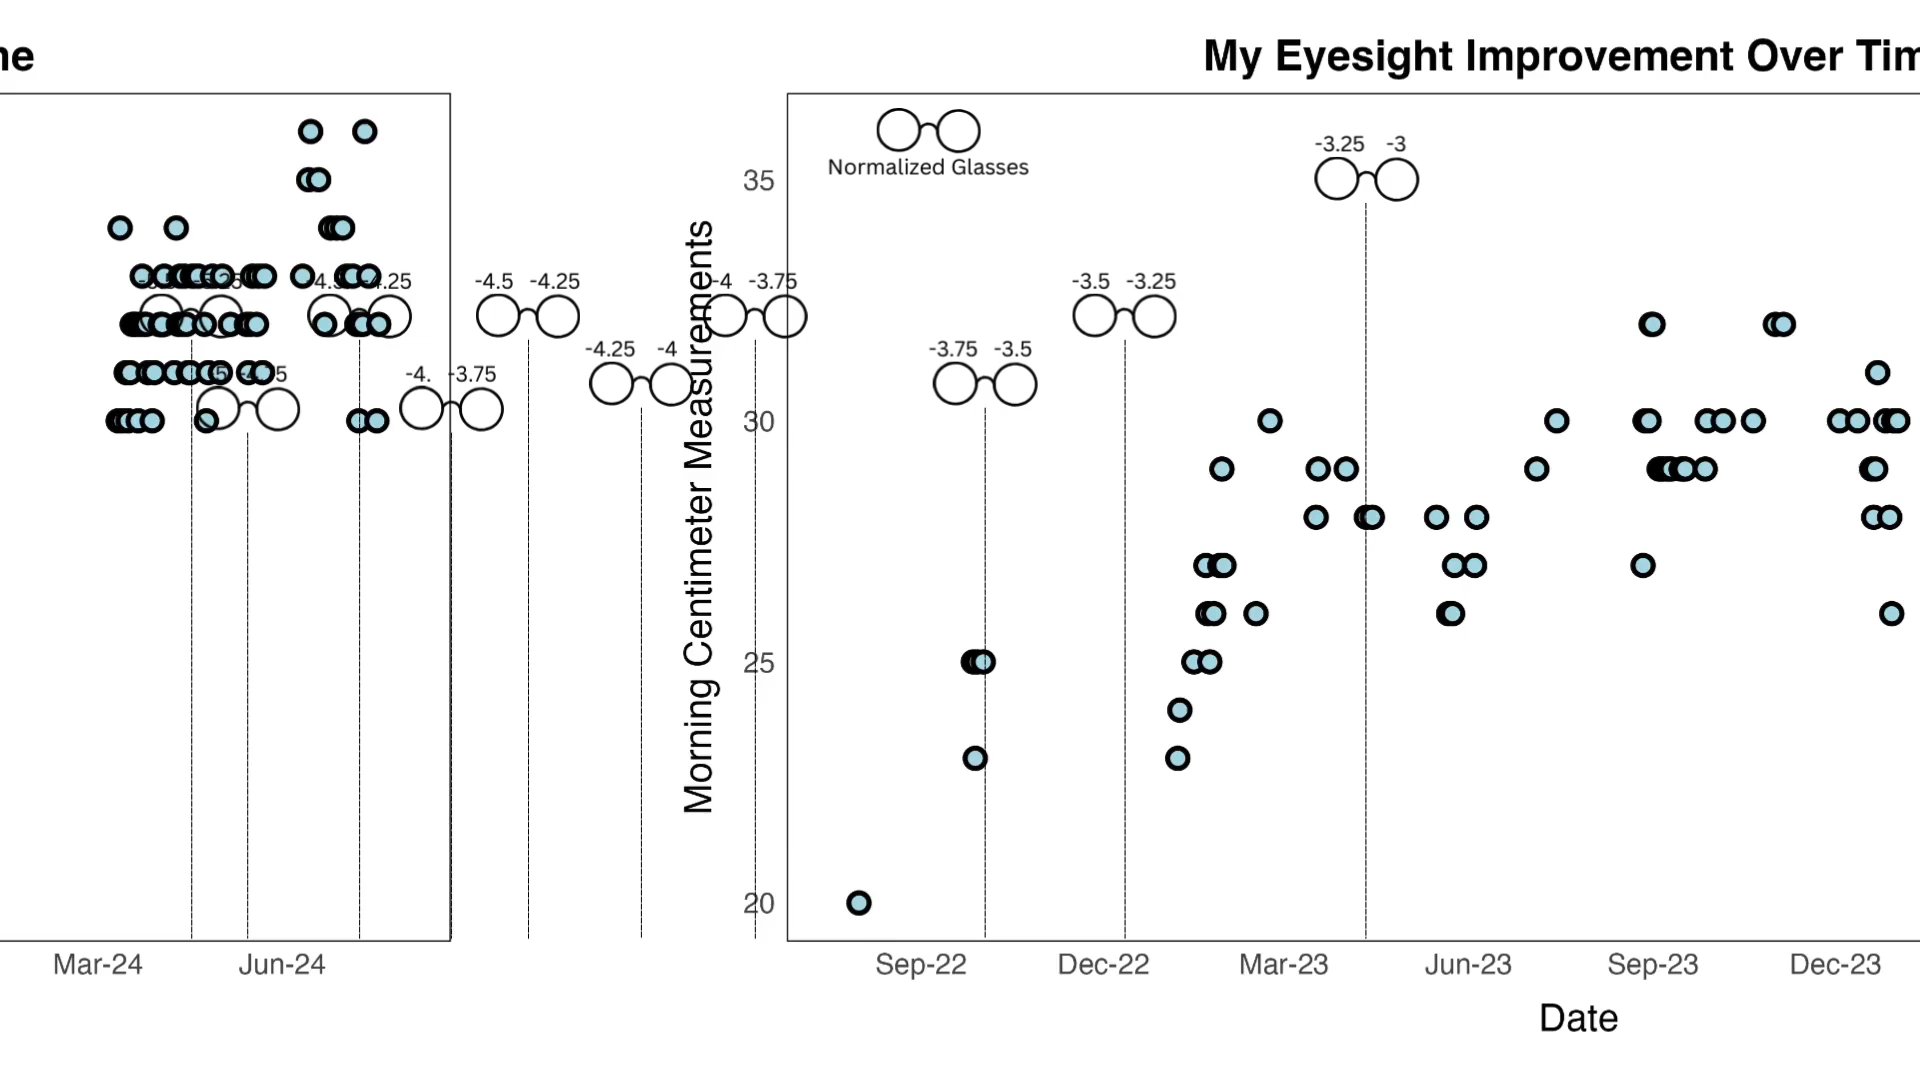 ne
My Eyesight Improvement Over Tim
Normalized Glasses
-3.25 -3
-4.5 -4.25
-4 -3.75
-3.5 -3.25
-4.25 -4
-3.75 -3.5
-4. -3.75
35
30
25
20
Morning Centimeter Measurements
Mar-24 Jun-24
Sep-22 Dec-22 Mar-23 Jun-23 Sep-23 Dec-23
Date